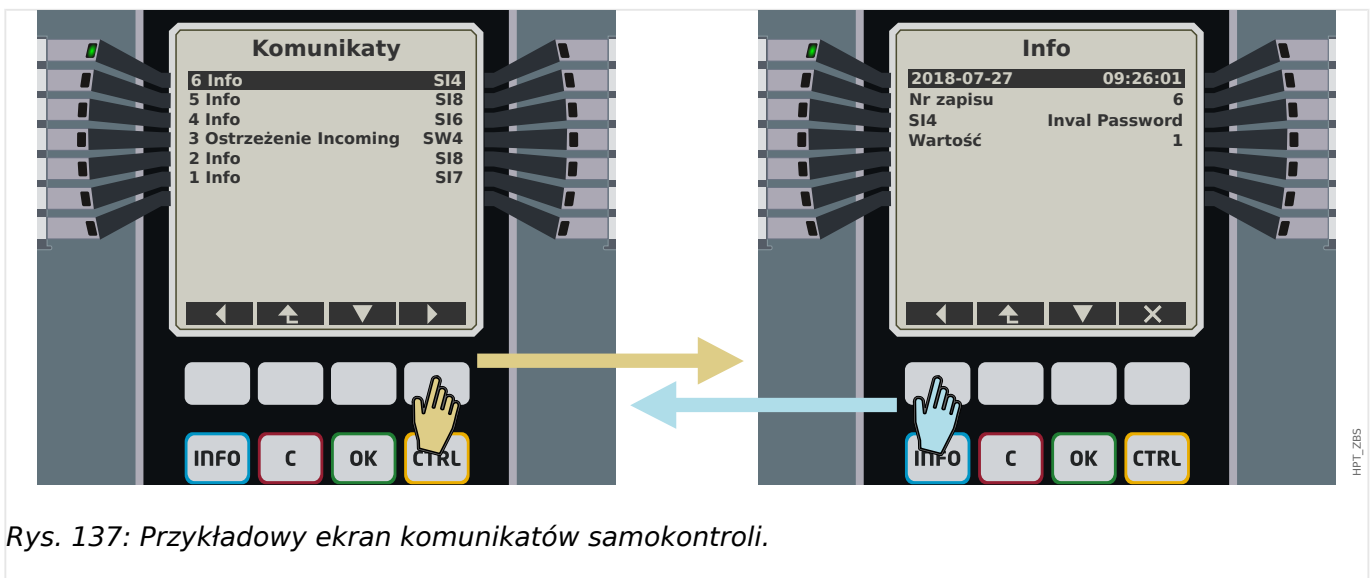 Komunikaty
6 Info SI4
5 Info SI8
4 Info SI6
3 Ostrzeżenie Incoming SW4
2 Info SI8
1 Info SI7
INFO C OK CTRL
Info
2018-07-27 09:26:01
Nr zapisu 6
SI4 Inval Password
Wartość 1
INFO C OK CTRL
HPT_ZBS
Rys. 137: Przykładowy ekran komunikatów samokontroli.